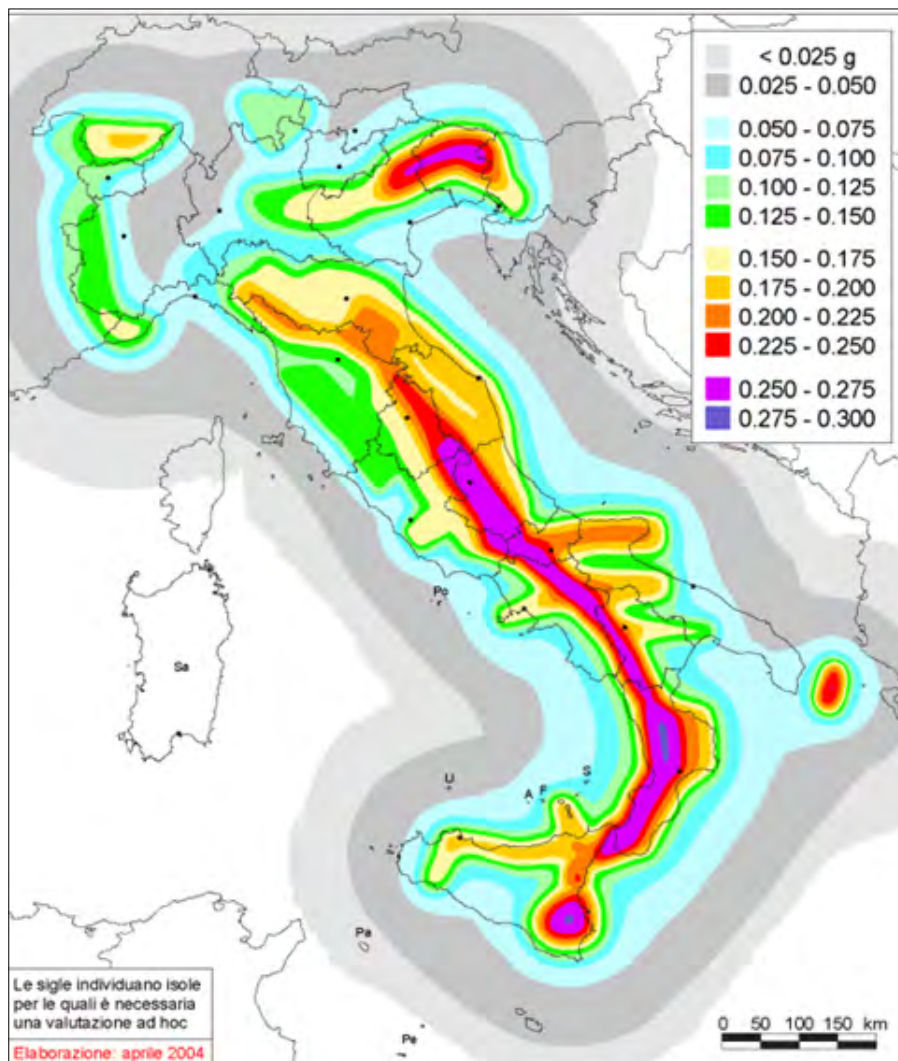 < 0.025 g
0.025 - 0.050
0.050 - 0.075
0.075 - 0.100
0.100 - 0.125
0.125 - 0.150
0.150 - 0.175
0.175 - 0.200
0.200 - 0.225
0.225 - 0.250
0.250 - 0.275
0.275 - 0.300
Po
Sa
U
A
F
S
Pa
Pe
Le sigle individuano isole
per le quali è necessaria
una valutazione ad hoc
Elaborazione: aprile 2004
0 50 100 150 km